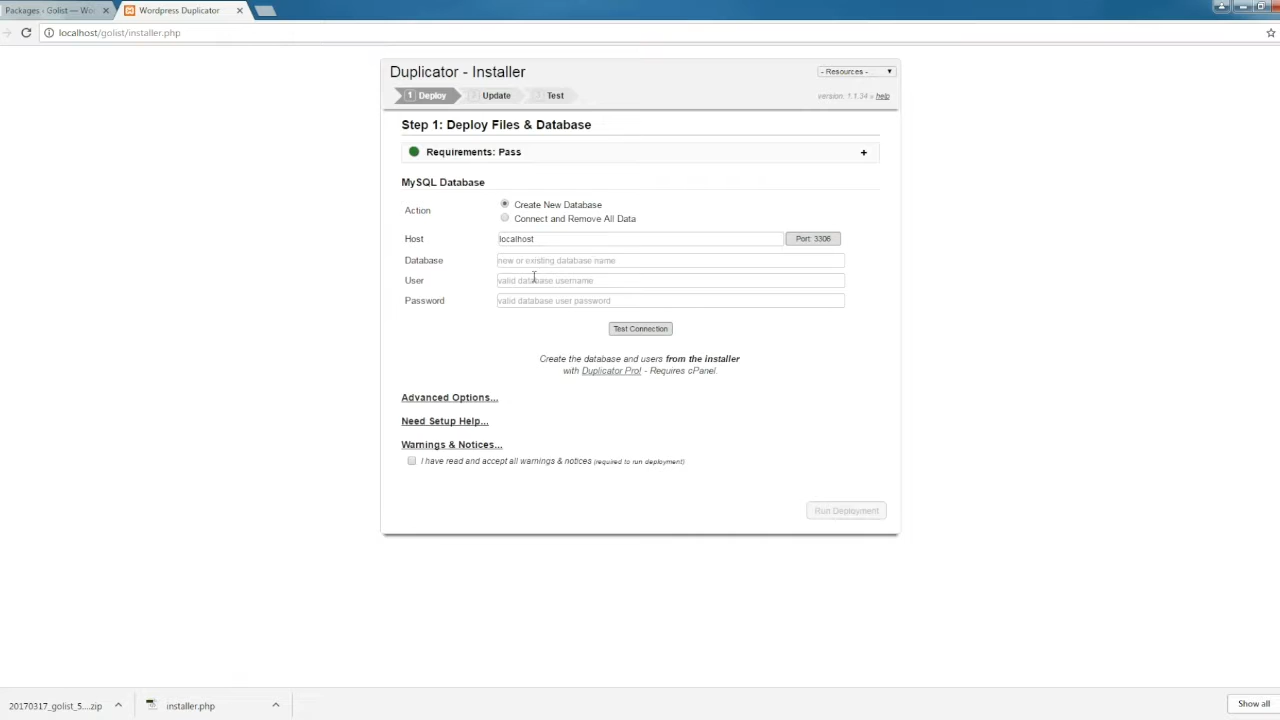 Packages ‹ Golist — Wo
Wordpress Duplicator
localhost/golist/installer.php
Duplicator - Installer
- Resources -
1 Deploy
2 Update
3 Test
version: 1.1.34 » help
Step 1: Deploy Files & Database
Requirements: Pass
+
MySQL Database
Action
Create New Database
Connect and Remove All Data
Host
localhost
Port: 3306
Database
new or existing database name
User
valid database username
Password
valid database user password
Test Connection
Create the database and users from the installer
with Duplicator Pro! - Requires cPanel.
Advanced Options...
Need Setup Help...
Warnings & Notices...
I have read and accept all warnings & notices (required to run deployment)
Run Deployment
20170317_golist_5....zip
installer.php
Show all